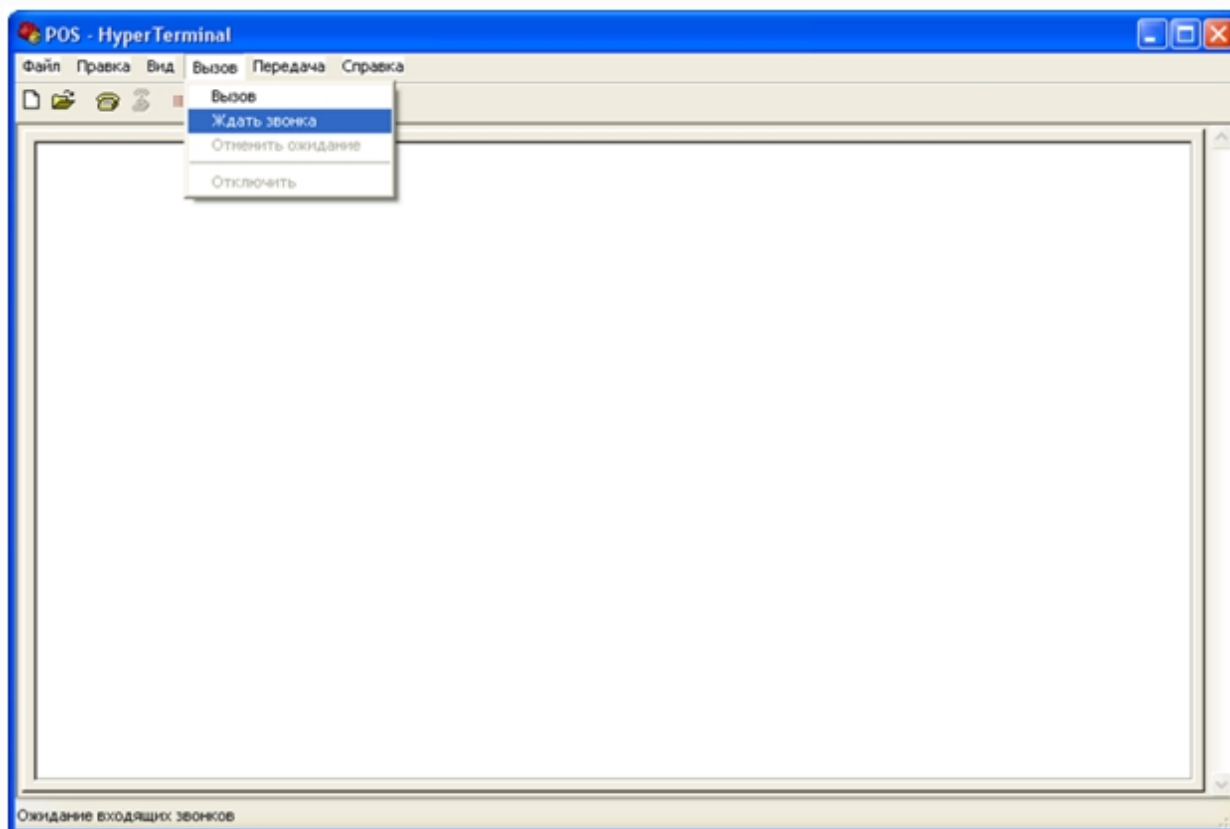 POS - HyperTerminal
Файл Правка Вид Вызов Передача Справка
Вызов
Ждать звонка
Отменить ожидание
Отключить
Ожидание входящих звонков